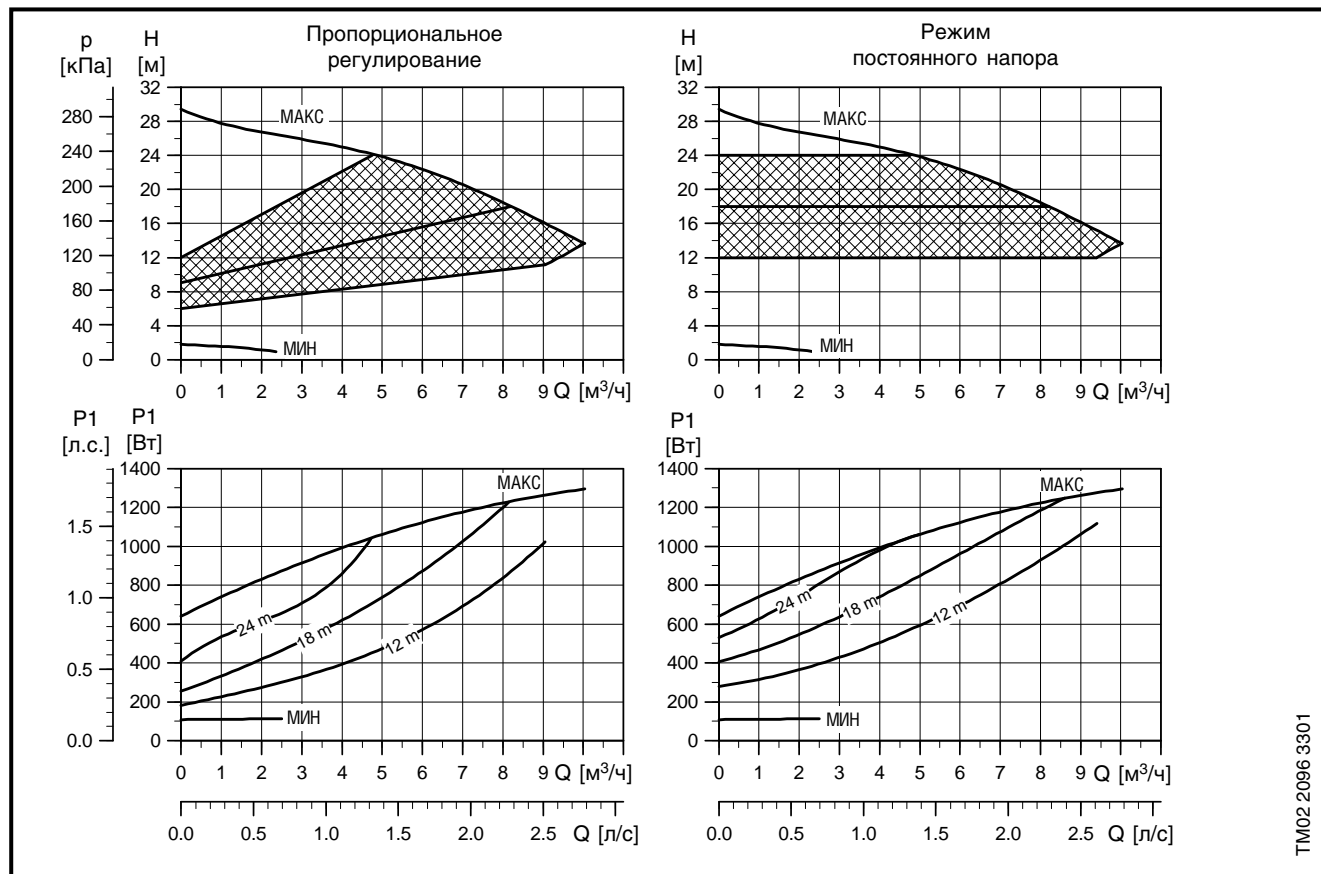 Пропорциональное
регулирование
Режим
постоянного напора
p
[кПа]
H
[м]
H
[м]
32
28
24
20
16
12
8
4
0
280
240
200
160
120
80
40
0
МАКС
МИН
0 1 2 3 4 5 6 7 8 9 Q [м³/ч]
32
28
24
20
16
12
8
4
0
МАКС
МИН
0 1 2 3 4 5 6 7 8 9 Q [м³/ч]
P1
[л.с.]
P1
[Вт]
1.5
1.0
0.5
0.0
1400
1200
1000
800
600
400
200
0
МАКС
24 m
18 m
12 m
МИН
0 1 2 3 4 5 6 7 8 9 Q [м³/ч]
0.0 0.5 1.0 1.5 2.0 2.5 Q [л/с]
P1
[Вт]
1400
1200
1000
800
600
400
200
0
МАКС
24 m
18 m
12 m
МИН
0 1 2 3 4 5 6 7 8 9 Q [м³/ч]
0.0 0.5 1.0 1.5 2.0 2.5 Q [л/с]
TM02 2096 3301